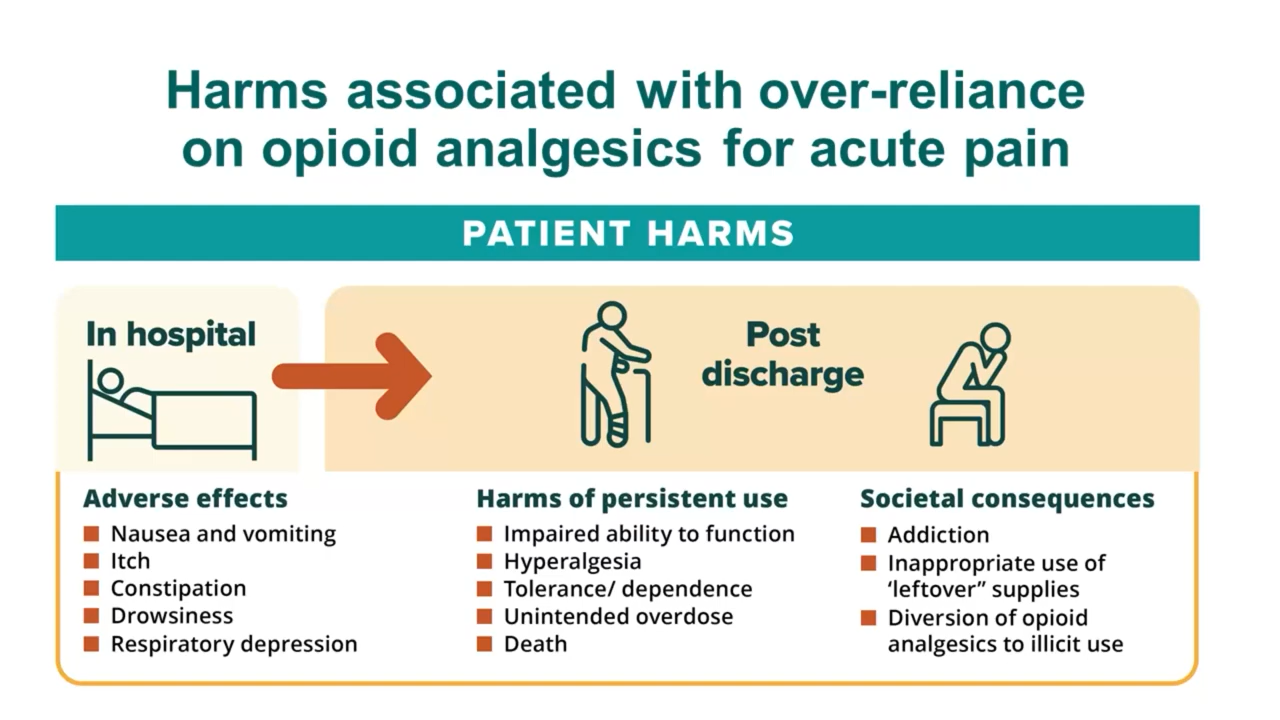 Harms associated with over-reliance
on opioid analgesics for acute pain
PATIENT HARMS
In hospital
Post
discharge
Adverse effects
Nausea and vomiting
Itch
Constipation
Drowsiness
Respiratory depression
Harms of persistent use
Impaired ability to function
Hyperalgesia
Tolerance/ dependence
Unintended overdose
Death
Societal consequences
Addiction
Inappropriate use of
‘leftover” supplies
Diversion of opioid
analgesics to illicit use